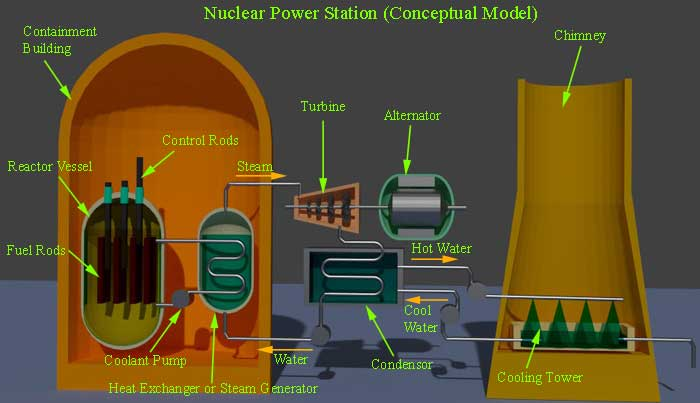 Nuclear Power Station (Conceptual Model)
Containment
Building
Chimney
Turbine
Alternator
Control Rods
Reactor Vessel
Steam
Fuel Rods
Hot Water
Cool
Water
Coolant Pump
Water
Condensor
Heat Exchanger or Steam Generator
Cooling Tower